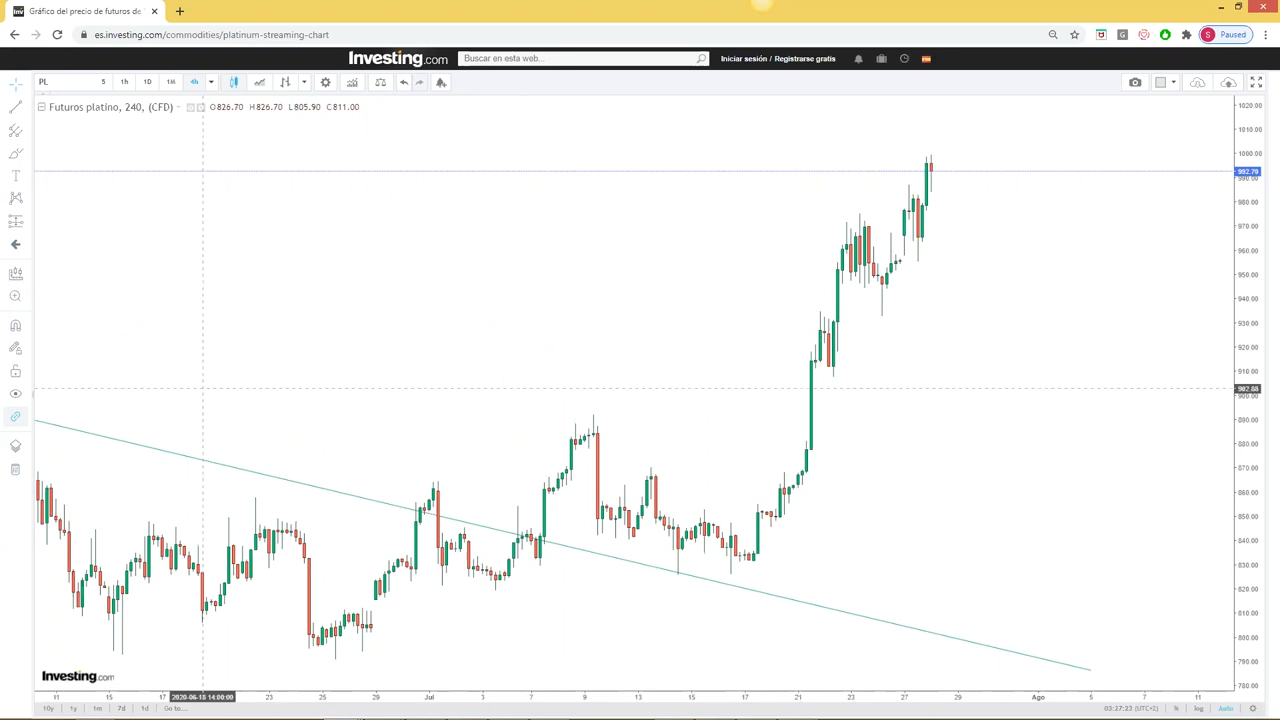 Inv Gráfico del precio de futuros de
es.investing.com/commodities/platinum-streaming-chart
S Paused
Investing.com
Buscar en esta web...
Iniciar sesión / Registrarse gratis
PL 5 1h 1D 1M 4h
Futuros platino, 240, (CFD) O826.70 H826.70 L805.90 C811.00
1020.00
1010.00
1000.00
992.70
990.00
980.00
970.00
960.00
950.00
940.00
930.00
920.00
910.00
902.68
900.00
890.00
880.00
870.00
860.00
850.00
840.00
830.00
820.00
810.00
800.00
790.00
780.00
Investing.com
11 15 17 2020-06-18 14:00:00 23 25 29 Jul 3 7 9 13 15 17 21 23 27 29 Ago 5 11
10y 1y 1m 7d 1d Go to... 03:27:23 (UTC+2) % log Auto